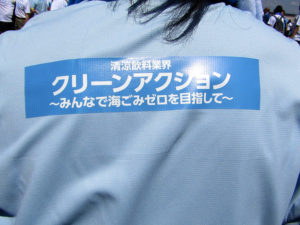 清涼飲料業界
クリーンアクション
～みんなで海ごみゼロを目指して～